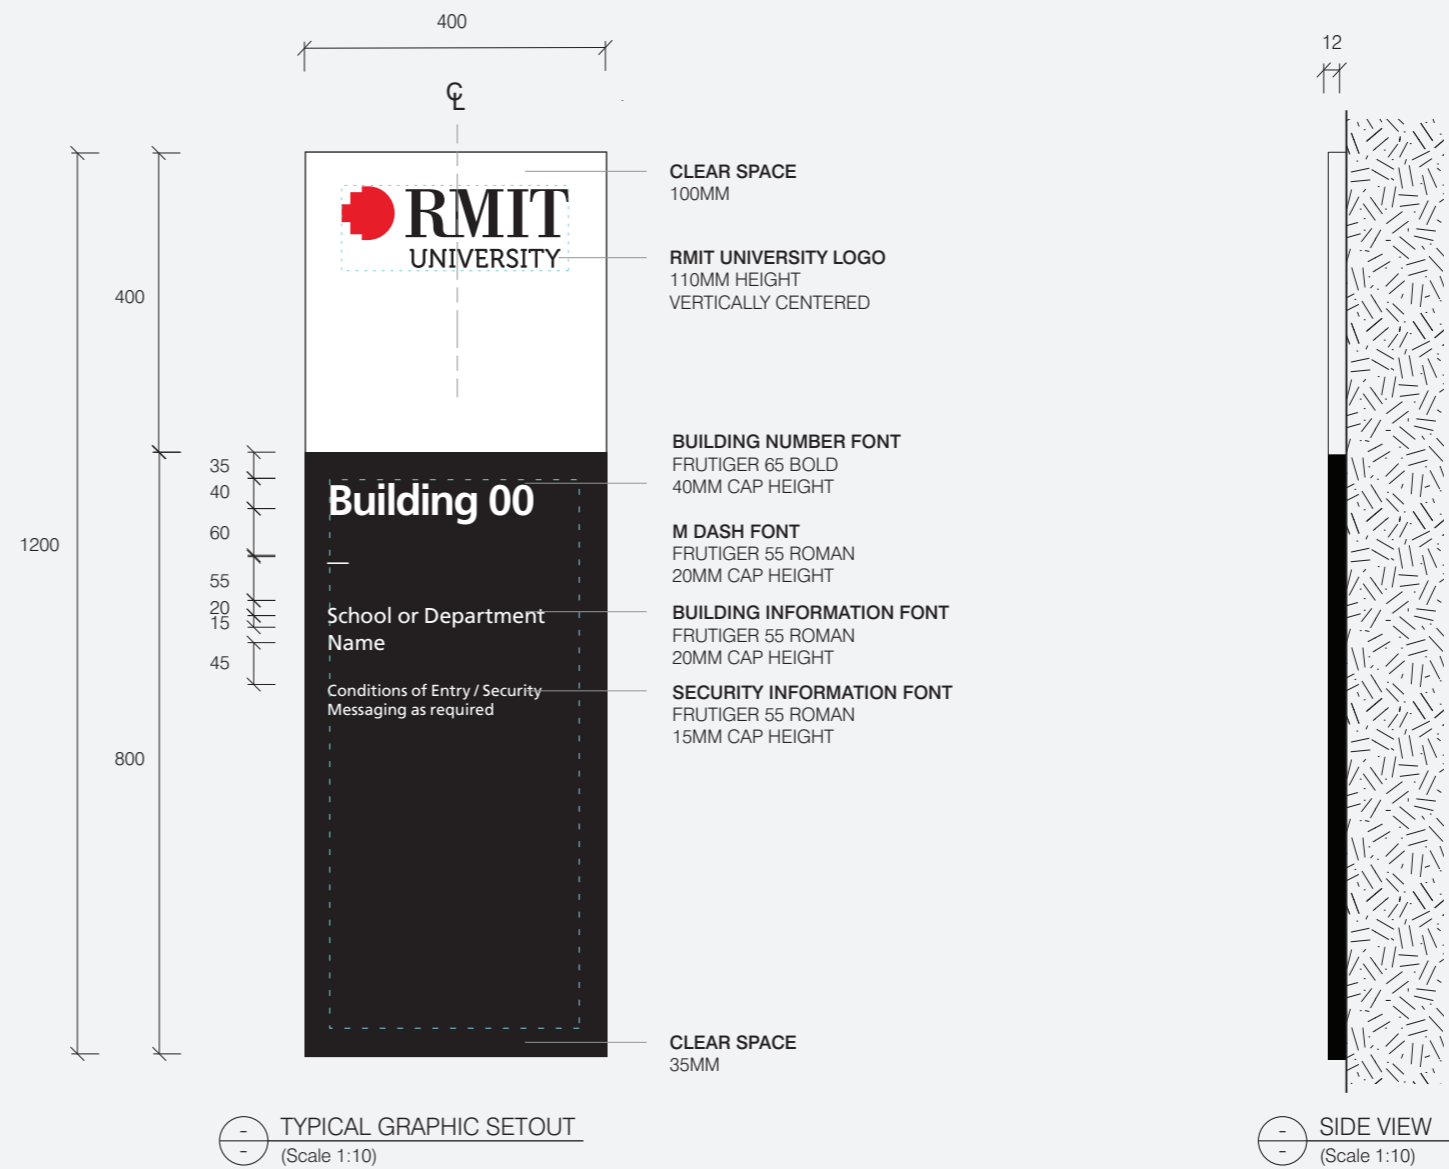 400
12
℄
RMIT
UNIVERSITY
CLEAR SPACE
100MM
RMIT UNIVERSITY LOGO
110MM HEIGHT
VERTICALLY CENTERED
400
1200
800
35
40
60
55
20
15
45
Building 00
—
School or Department
Name
Conditions of Entry / Security
Messaging as required
BUILDING NUMBER FONT
FRUTIGER 65 BOLD
40MM CAP HEIGHT
M DASH FONT
FRUTIGER 55 ROMAN
20MM CAP HEIGHT
BUILDING INFORMATION FONT
FRUTIGER 55 ROMAN
20MM CAP HEIGHT
SECURITY INFORMATION FONT
FRUTIGER 55 ROMAN
15MM CAP HEIGHT
CLEAR SPACE
35MM
-
-
TYPICAL GRAPHIC SETOUT
(Scale 1:10)
-
-
SIDE VIEW
(Scale 1:10)